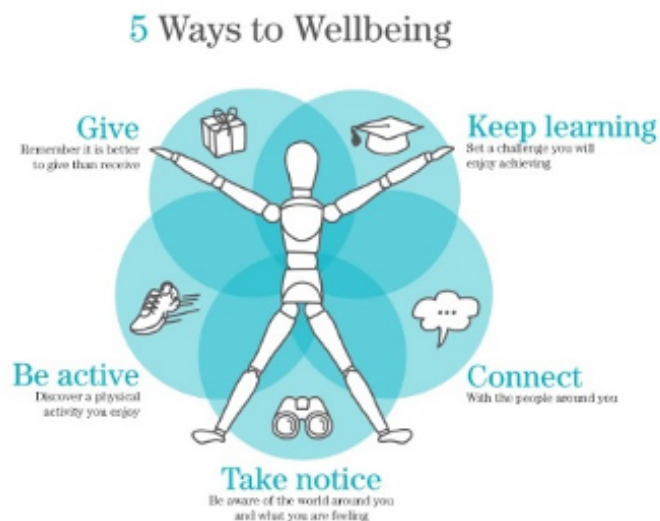 5 Ways to Wellbeing
Give
Remember it is better
to give than receive
Keep learning
Set a challenge you will
enjoy achieving
Be active
Discover a physical
activity you enjoy
Connect
With the people around you
Take notice
Be aware of the world around you
and what you are feeling